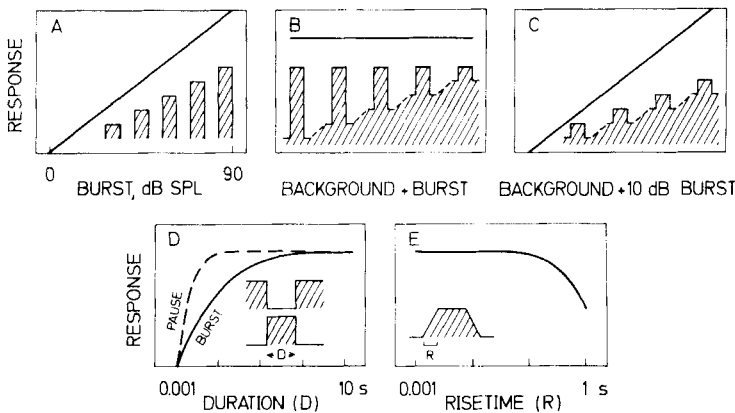 A
B
C
RESPONSE
0 90
BURST, dB SPL
BACKGROUND + BURST
BACKGROUND +10 dB BURST
D
E
RESPONSE
PAUSE
BURST
D
R
0.001 10 s
DURATION (D)
0.001 1 s
RISETIME (R)